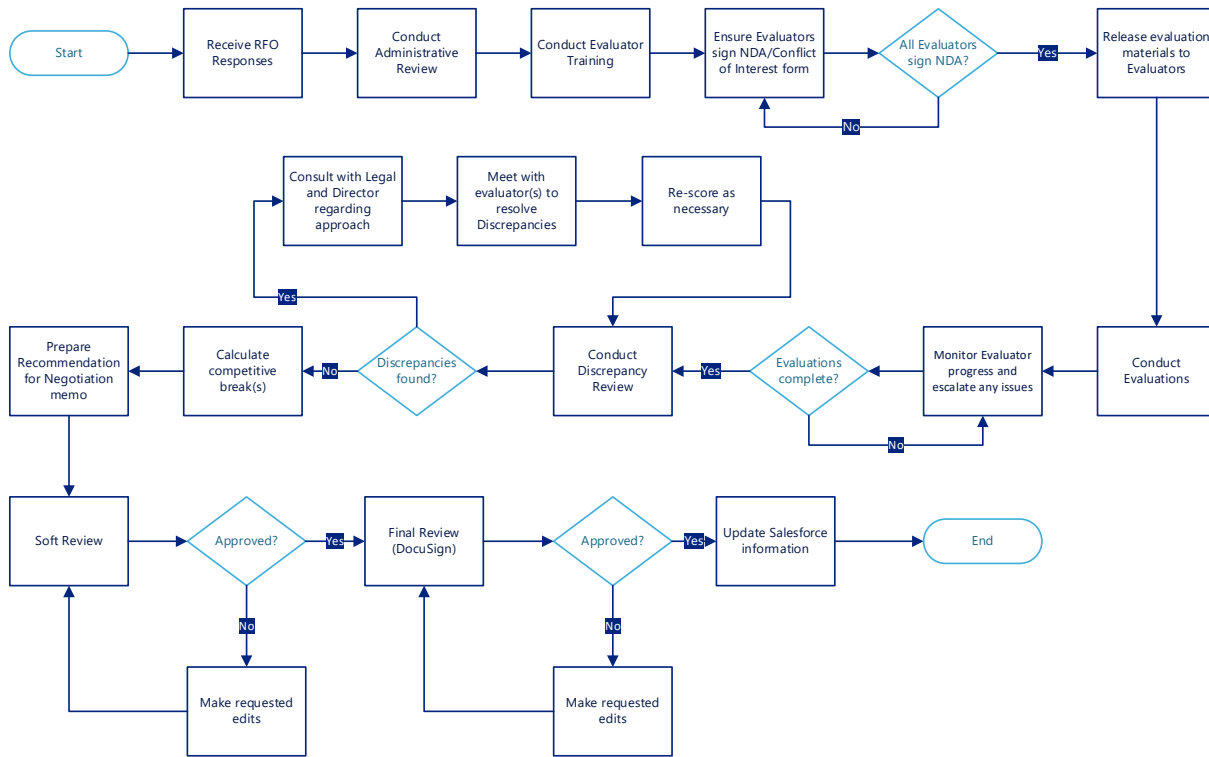 Start
Receive RFO
Responses
Conduct
Administrative
Review
Conduct Evaluator
Training
Ensure Evaluators
sign NDA/Conflict
of Interest form
All Evaluators
sign NDA?
Yes
No
Release evaluation
materials to
Evaluators
Consult with Legal
and Director
regarding
approach
Meet with
evaluator(s) to
resolve
Discrepancies
Re-score as
necessary
Yes
Prepare
Recommendation
for Negotiation
memo
Calculate
competitive
break(s)
No
Discrepancies
found?
Conduct
Discrepancy
Review
Yes
Evaluations
complete?
No
Monitor Evaluator
progress and
escalate any issues
Conduct
Evaluations
Soft Review
Approved?
Yes
No
Make requested
edits
Final Review
(DocuSign)
Approved?
Yes
No
Make requested
edits
Update Salesforce
information
End